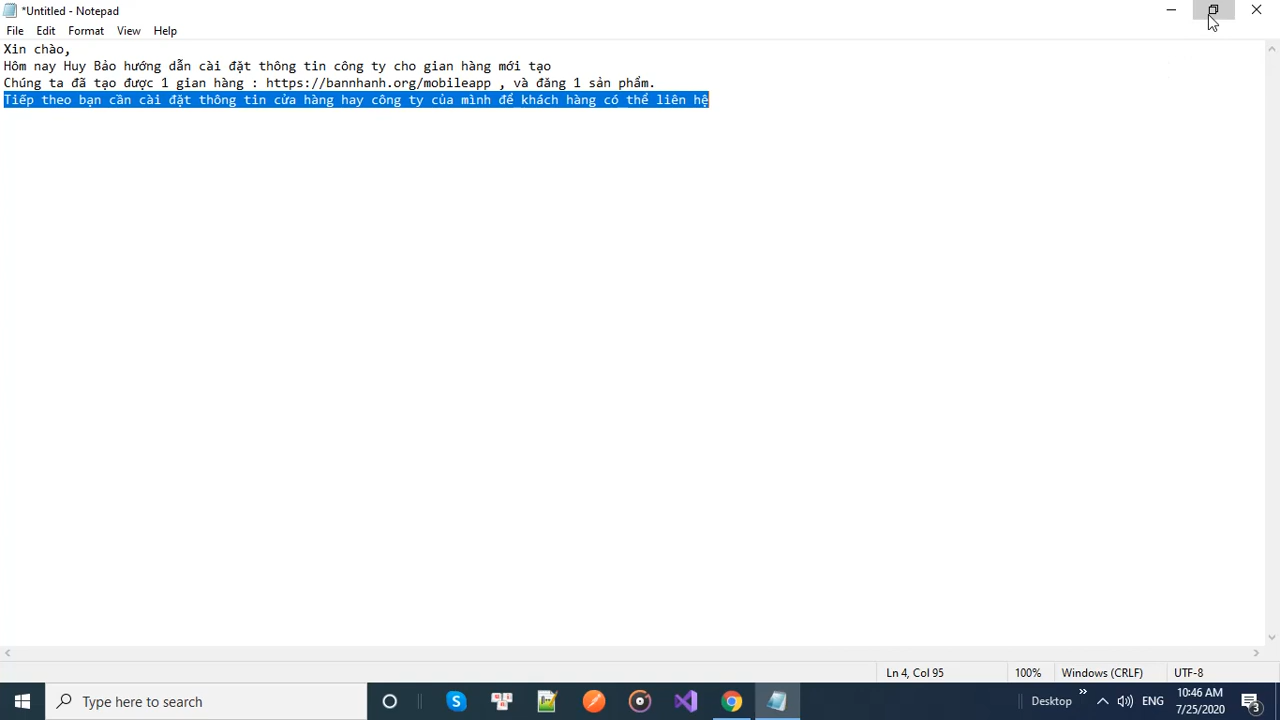 *Untitled - Notepad
File Edit Format View Help
Xin chào,
Hôm nay Huy Bảo hướng dẫn cài đặt thông tin công ty cho gian hàng mới tạo
Chúng ta đã tạo được 1 gian hàng : https://bannhanh.org/mobileapp , và đăng 1 sản phẩm.
Tiếp theo bạn cần cài đặt thông tin cửa hàng hay công ty của mình để khách hàng có thể liên hệ
Ln 4, Col 95 100% Windows (CRLF) UTF-8
Type here to search
Desktop ENG
10:46 AM
7/25/2020
3